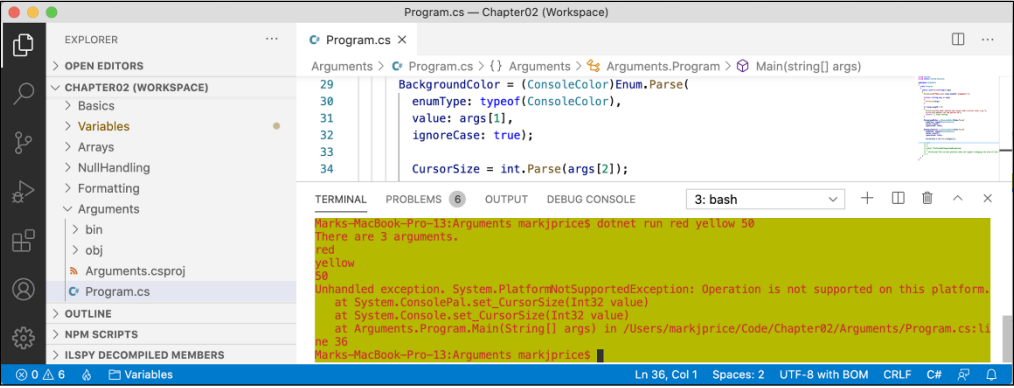 Program.cs — Chapter02 (Workspace)
EXPLORER
Program.cs
OPEN EDITORS
Arguments > Program.cs > {} Arguments > Arguments.Program > Main(string[] args)
CHAPTER02 (WORKSPACE)
Basics
Variables
Arrays
NullHandling
Formatting
Arguments
bin
obj
Arguments.csproj
Program.cs
OUTLINE
NPM SCRIPTS
ILSPY DECOMPILED MEMBERS
29 BackgroundColor = (ConsoleColor)Enum.Parse(
30 enumType: typeof(ConsoleColor),
31 value: args[1],
32 ignoreCase: true);
33
34 CursorSize = int.Parse(args[2]);
TERMINAL PROBLEMS 6 OUTPUT DEBUG CONSOLE 3: bash
Marks-MacBook-Pro-13:Arguments markjprice$ dotnet run red yellow 50
There are 3 arguments.
red
yellow
50
Unhandled exception. System.PlatformNotSupportedException: Operation is not supported on this platform.
at System.ConsolePal.set_CursorSize(Int32 value)
at System.Console.set_CursorSize(Int32 value)
at Arguments.Program.Main(String[] args) in /Users/markjprice/Code/Chapter02/Arguments/Program.cs:li
ne 36
Marks-MacBook-Pro-13:Arguments markjprice$
0 6 Variables Ln 36, Col 1 Spaces: 2 UTF-8 with BOM CRLF C#